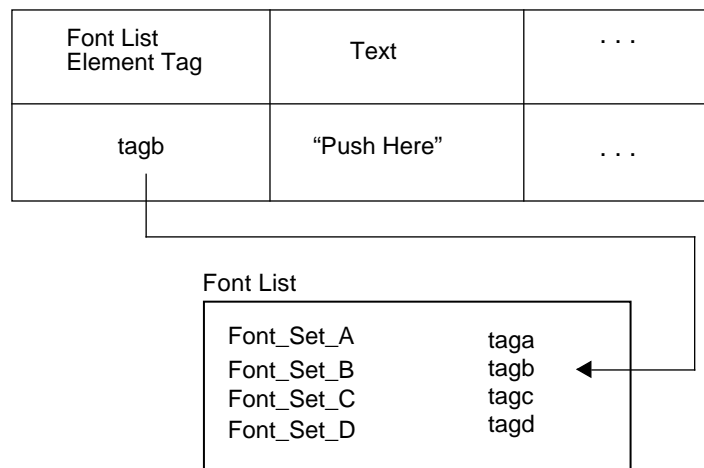 Font List
Element Tag
Text
. . .
tagb
“Push Here”
. . .
Font List
Font_Set_A taga
Font_Set_B tagb
Font_Set_C tagc
Font_Set_D tagd